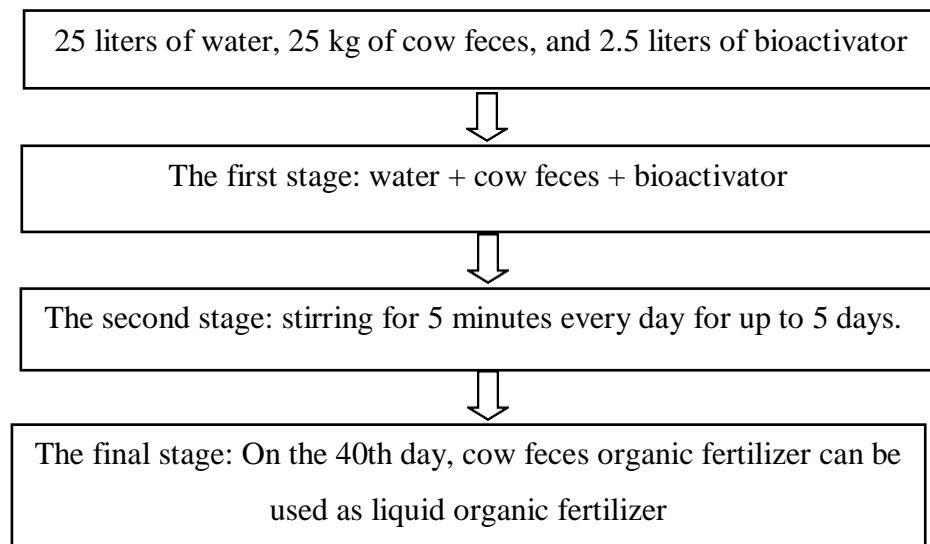 25 liters of water, 25 kg of cow feces, and 2.5 liters of bioactivator
The first stage: water + cow feces + bioactivator
The second stage: stirring for 5 minutes every day for up to 5 days.
The final stage: On the 40th day, cow feces organic fertilizer can be
used as liquid organic fertilizer